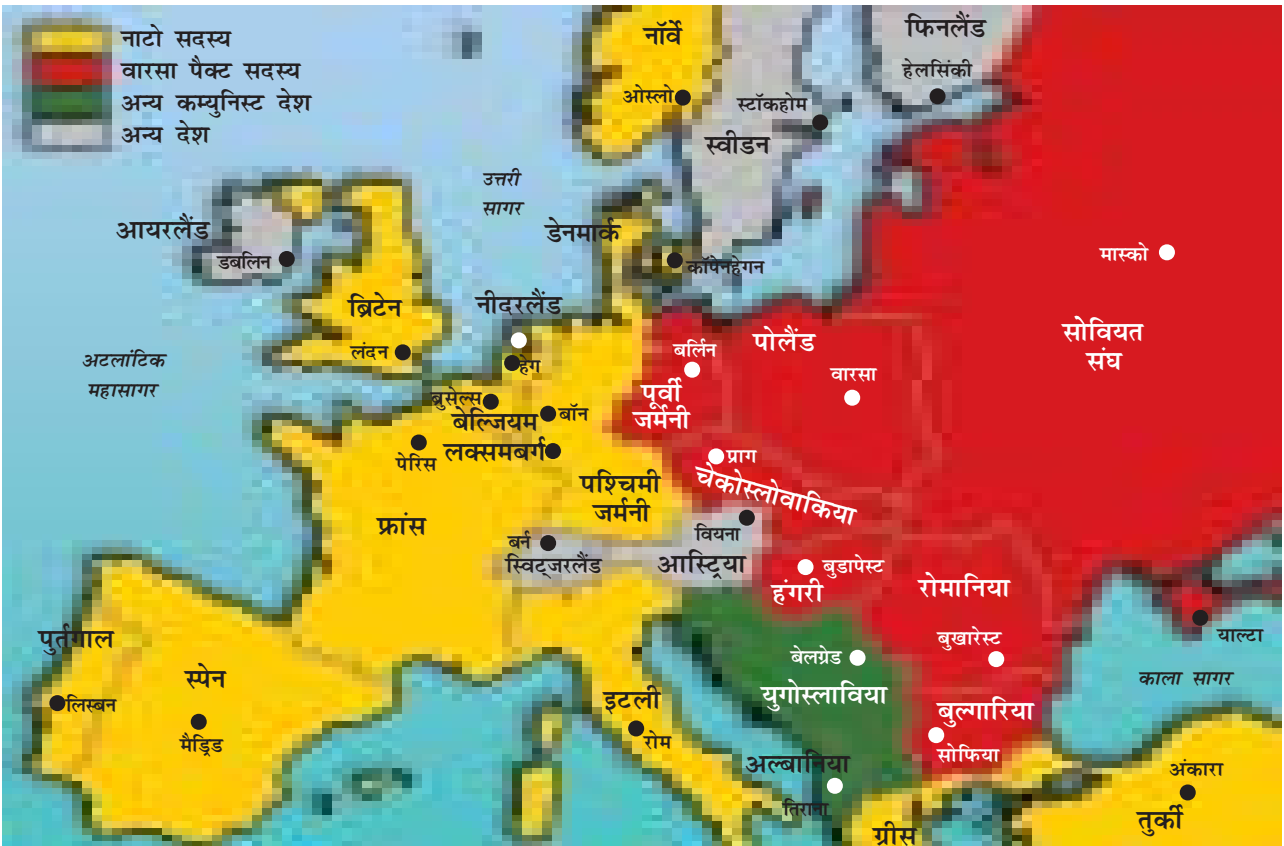 नाटो सदस्य
वारसा पैक्ट सदस्य
अन्य कम्युनिस्ट देश
अन्य देश
नॉर्वे
ओस्लो
फिनलैंड
हेलसिंकी
स्टॉकहोम
स्वीडन
उत्तरी
सागर
आयरलैंड
डबलिन
डेनमार्क
कॉपेनहेगन
मास्को
सोवियत
संघ
ब्रिटेन
लंदन
नीदरलैंड
हेग
अटलांटिक
महासागर
बर्लिन
पूर्वी
जर्मनी
पोलैंड
वारसा
ब्रुसेल्स
बेल्जियम
बॉन
लक्समबर्ग
पेरिस
फ्रांस
पश्चिमी
जर्मनी
प्राग
चेकोस्लोवाकिया
वियना
आस्ट्रिया
बर्न
स्विट्जरलैंड
बुडापेस्ट
हंगरी
रोमानिया
बुखारेस्ट
याल्टा
काला सागर
पुर्तगाल
लिस्बन
स्पेन
मैड्रिड
इटली
रोम
बेलग्रेड
युगोस्लाविया
बुल्गारिया
सोफिया
अल्बानिया
तिराना
ग्रीस
अंकारा
तुर्की